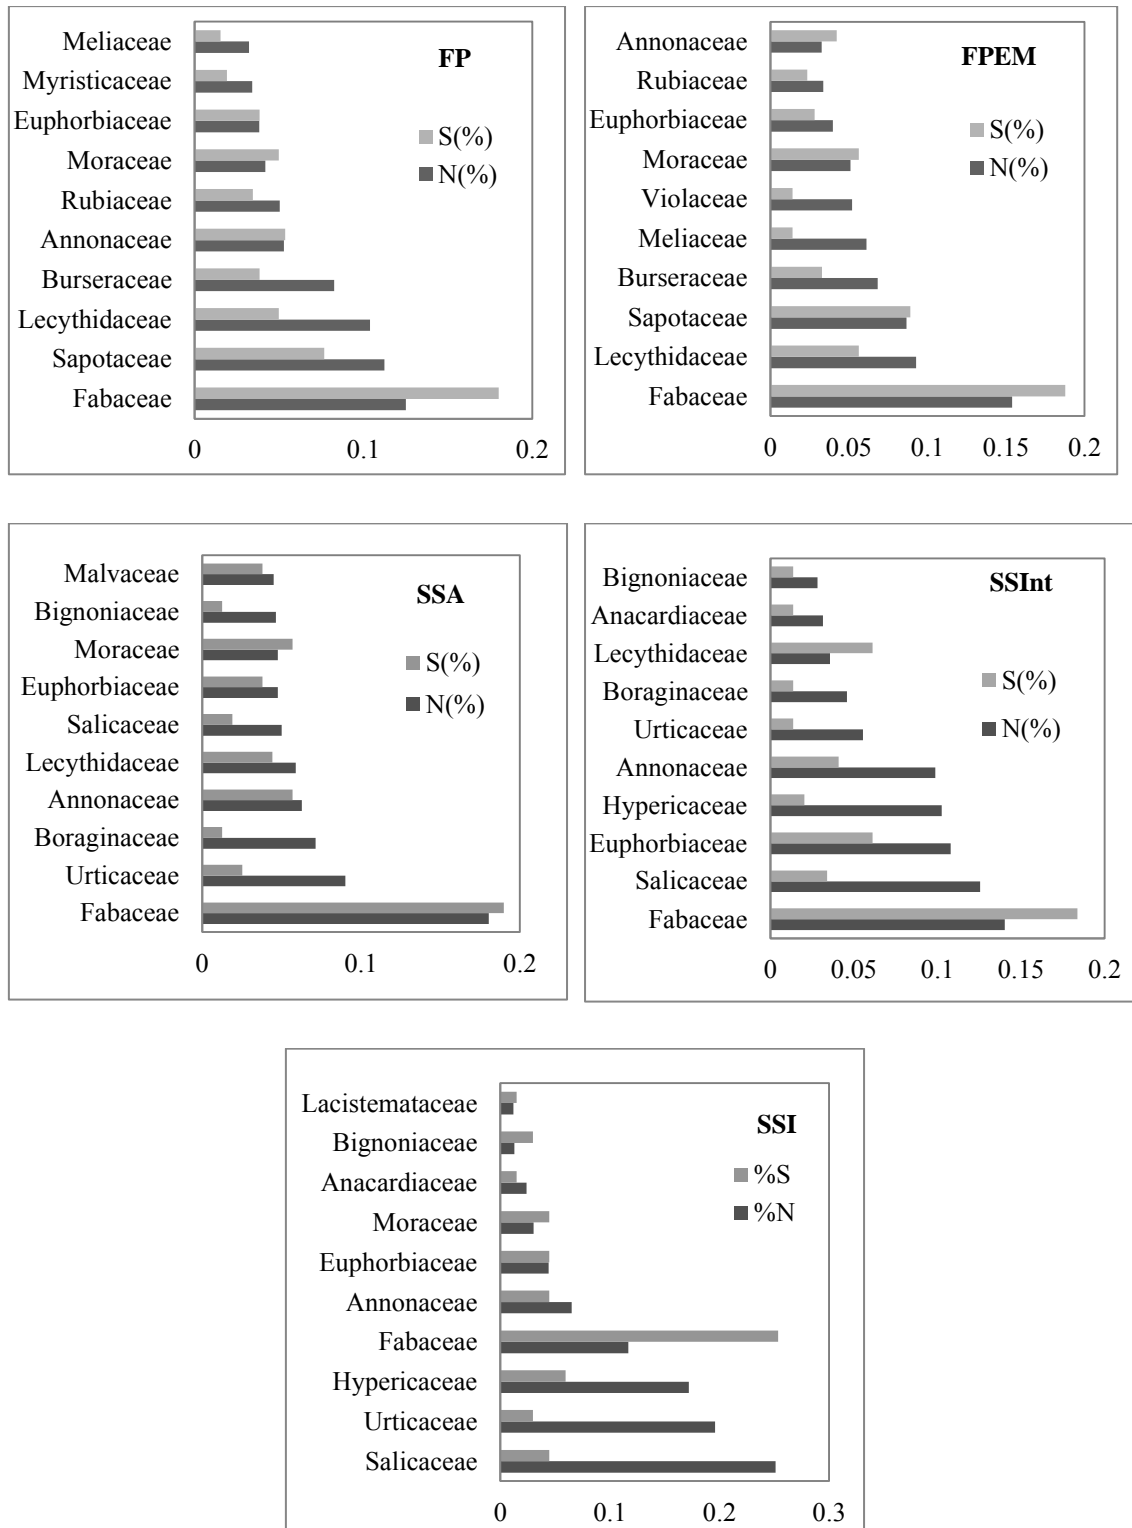 FP
Meliaceae
Myristicaceae
Euphorbiaceae
Moraceae
Rubiaceae
Annonaceae
Burseraceae
Lecythidaceae
Sapotaceae
Fabaceae
S(%)
N(%)
0 0.1 0.2
FPEM
Annonaceae
Rubiaceae
Euphorbiaceae
Moraceae
Violaceae
Meliaceae
Burseraceae
Sapotaceae
Lecythidaceae
Fabaceae
S(%)
N(%)
0 0.05 0.1 0.15 0.2
SSA
Malvaceae
Bignoniaceae
Moraceae
Euphorbiaceae
Salicaceae
Lecythidaceae
Annonaceae
Boraginaceae
Urticaceae
Fabaceae
S(%)
N(%)
0 0.1 0.2
SSInt
Bignoniaceae
Anacardiaceae
Lecythidaceae
Boraginaceae
Urticaceae
Annonaceae
Hypericaceae
Euphorbiaceae
Salicaceae
Fabaceae
S(%)
N(%)
0 0.05 0.1 0.15 0.2
SSI
Lacistemataceae
Bignoniaceae
Anacardiaceae
Moraceae
Euphorbiaceae
Annonaceae
Fabaceae
Hypericaceae
Urticaceae
Salicaceae
%S
%N
0 0.1 0.2 0.3